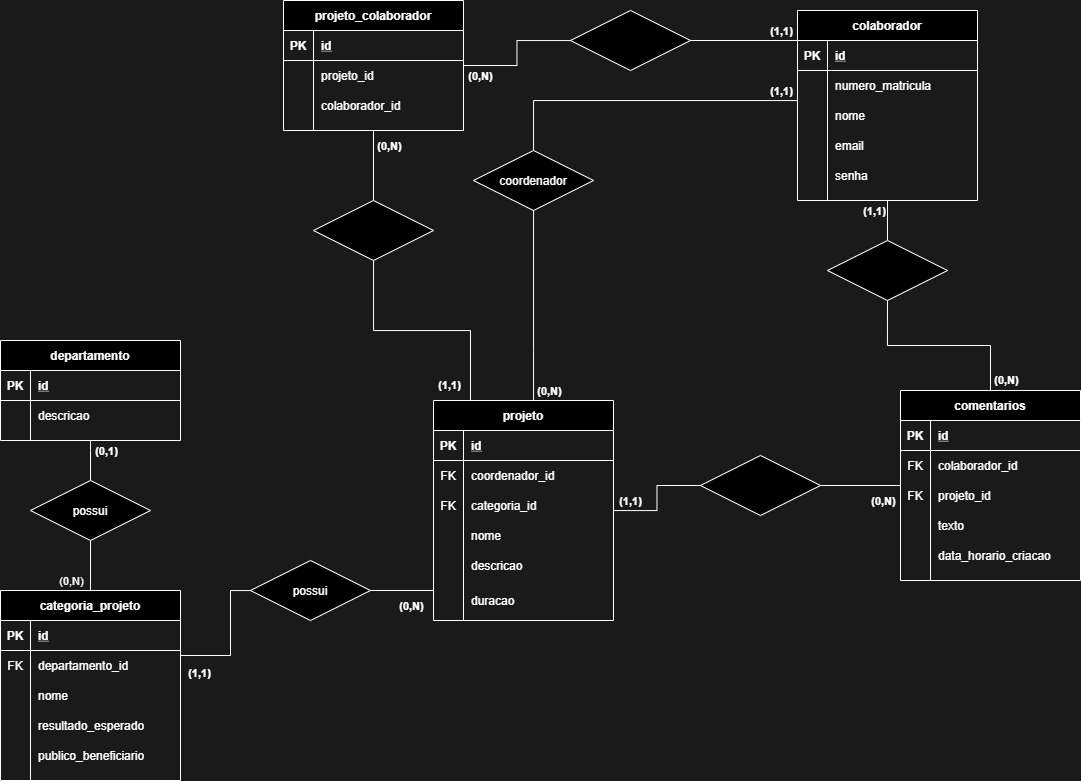 projeto_colaborador
PK id
projeto_id
colaborador_id
(0,N)
(0,N)
(1,1)
colaborador
PK id
numero_matricula
nome
email
senha
(1,1)
(1,1)
coordenador
(0,N)
(1,1)
departamento
PK id
descricao
(0,1)
possui
(0,N)
categoria_projeto
PK id
FK departamento_id
nome
resultado_esperado
publico_beneficiario
(1,1)
possui
(0,N)
projeto
PK id
FK coordenador_id
FK categoria_id
nome
descricao
duracao
(1,1)
(0,N)
(0,N)
comentarios
PK id
FK colaborador_id
FK projeto_id
texto
data_horario_criacao